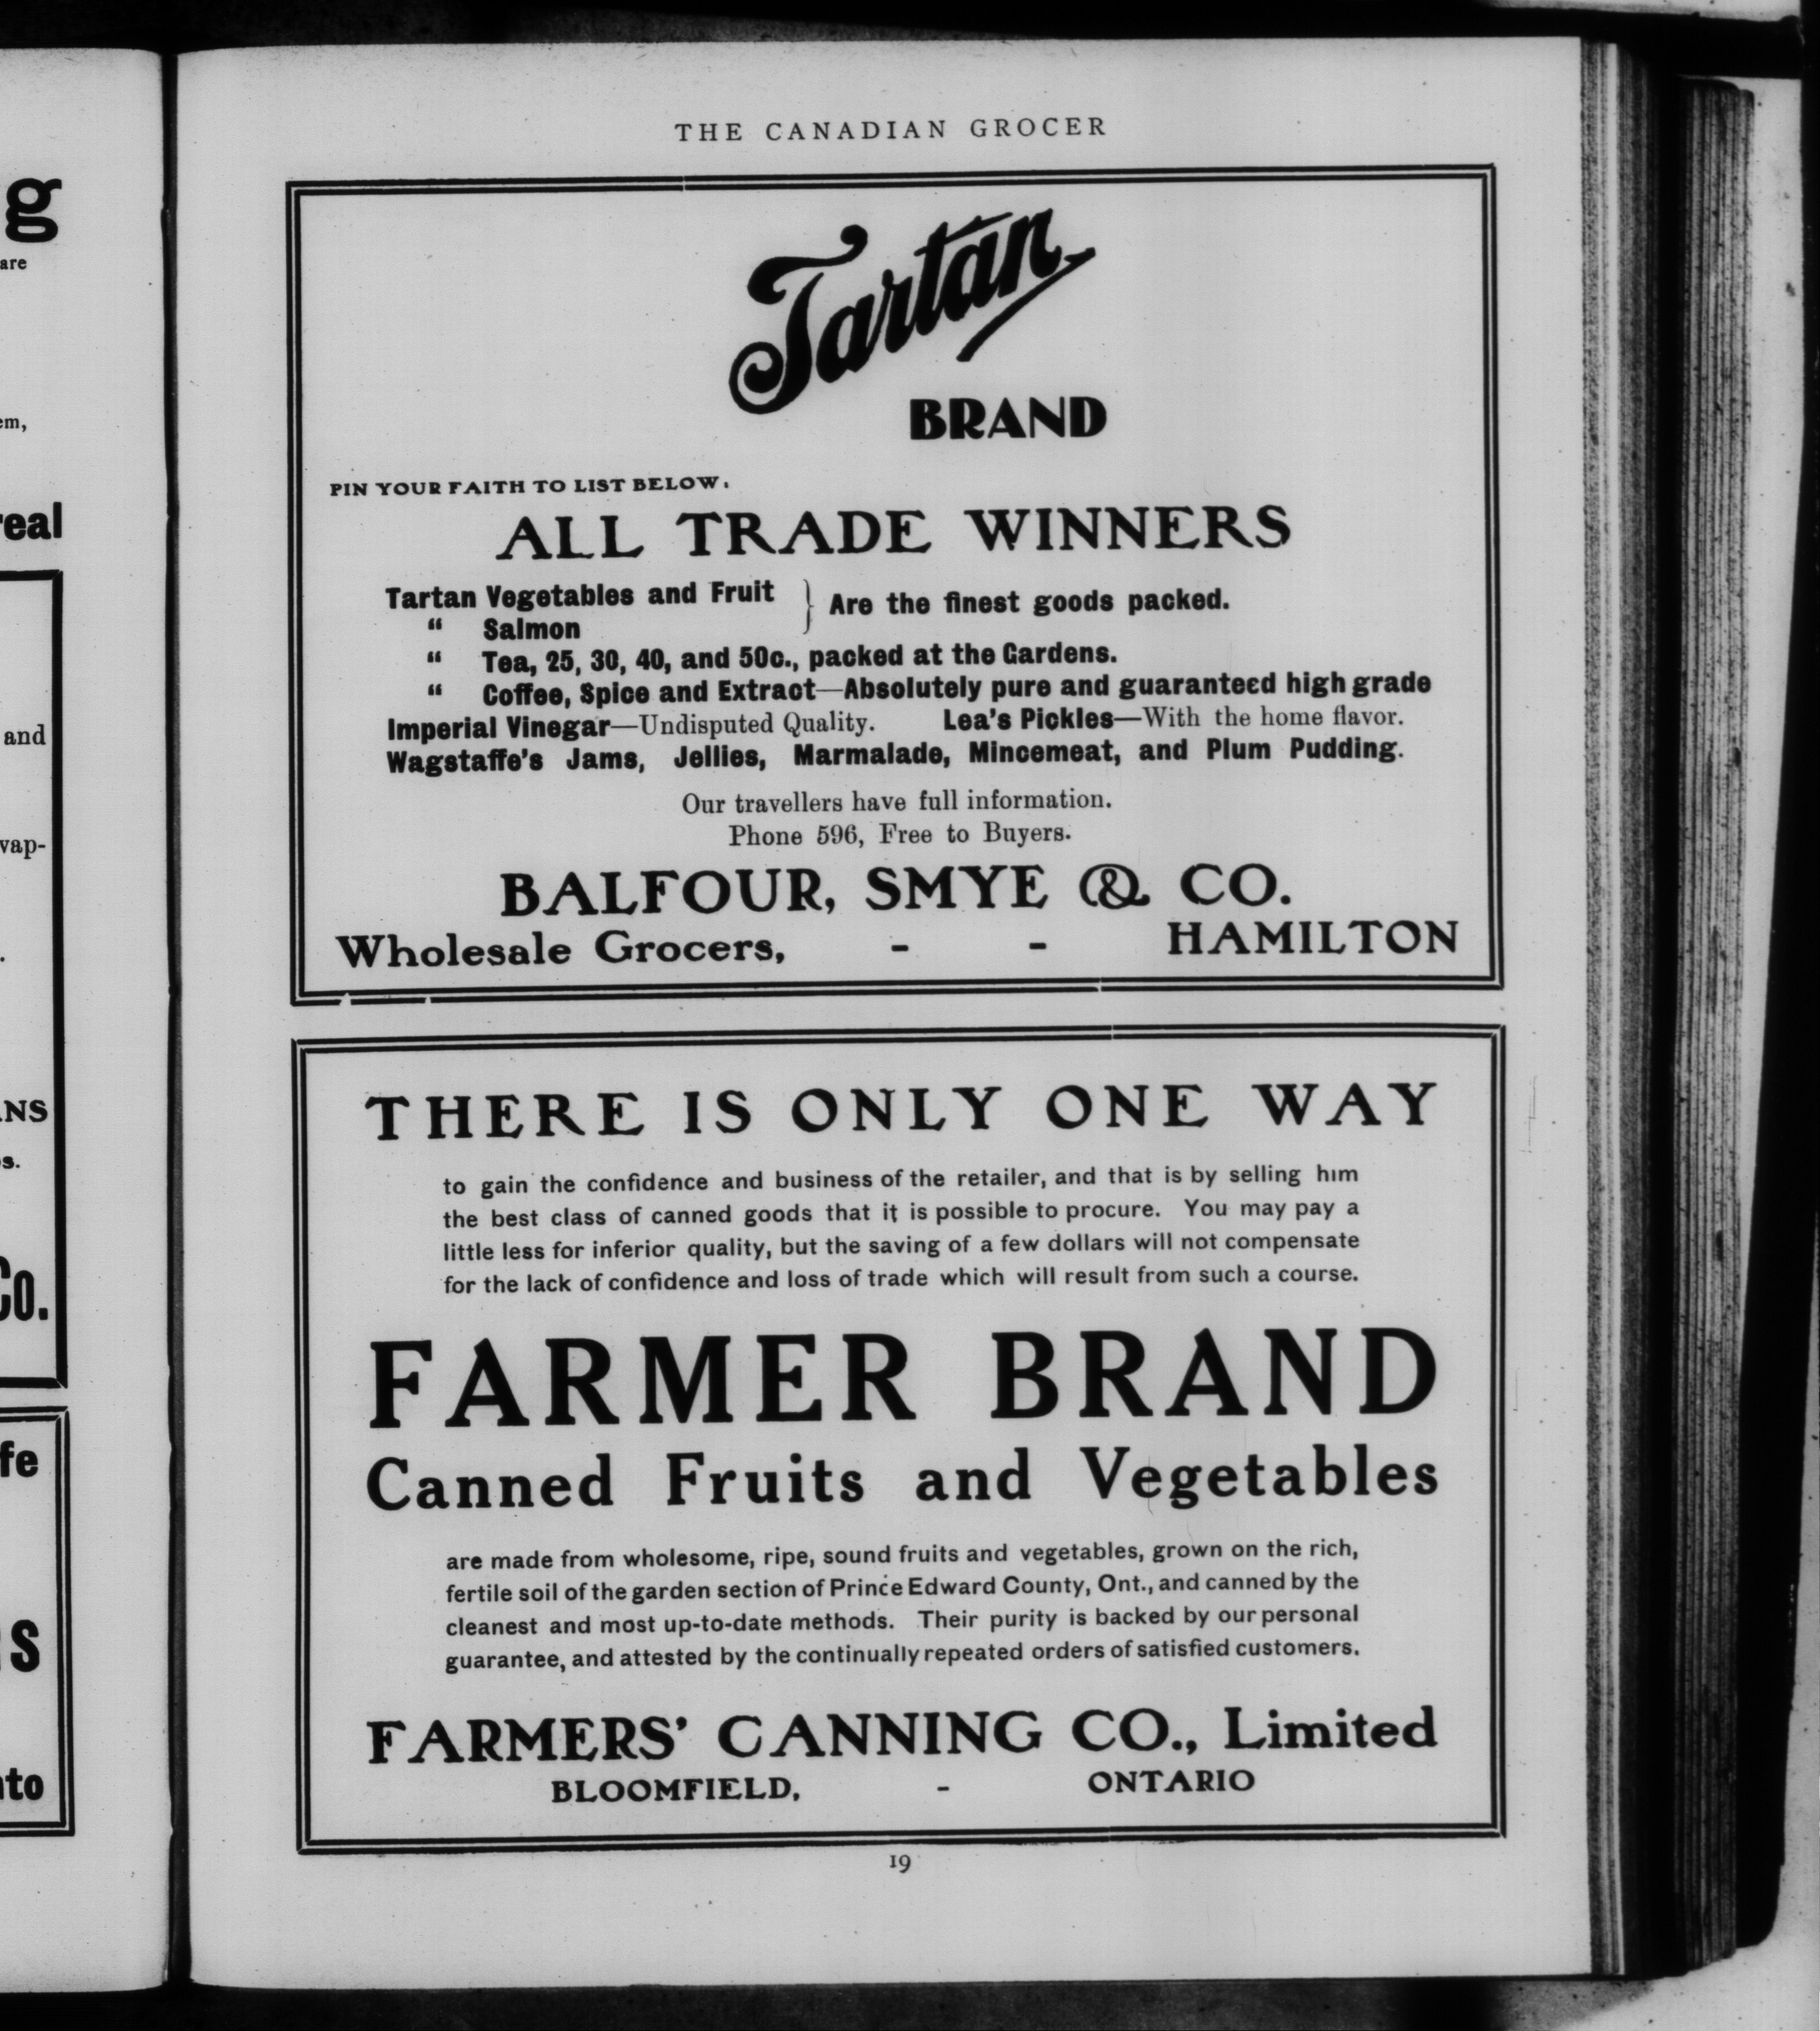 THE CANADIAN GROCER
Tartan
BRAND
PIN YOUR FAITH TO LIST BELOW.
ALL TRADE WINNERS
Tartan Vegetables and Fruit } Are the finest goods packed.
“ Salmon
“ Tea, 25, 30, 40, and 50c., packed at the Gardens.
“ Coffee, Spice and Extract—Absolutely pure and guaranteed high grade
Imperial Vinegar—Undisputed Quality. Lea's Pickles—With the home flavor.
Wagstaffe's Jams, Jellies, Marmalade, Mincemeat, and Plum Pudding.
Our travellers have full information.
Phone 596, Free to Buyers.
BALFOUR, SMYE & CO.
Wholesale Grocers, - - HAMILTON
THERE IS ONLY ONE WAY
to gain the confidence and business of the retailer, and that is by selling him
the best class of canned goods that it is possible to procure. You may pay a
little less for inferior quality, but the saving of a few dollars will not compensate
for the lack of confidence and loss of trade which will result from such a course.
FARMER BRAND
Canned Fruits and Vegetables
are made from wholesome, ripe, sound fruits and vegetables, grown on the rich,
fertile soil of the garden section of Prince Edward County, Ont., and canned by the
cleanest and most up-to-date methods. Their purity is backed by our personal
guarantee, and attested by the continually repeated orders of satisfied customers.
FARMERS' CANNING CO., Limited
BLOOMFIELD, - ONTARIO
19
g
are
em,
real
and
vap-
.
ANS
s.
Co.
fe
s
nto